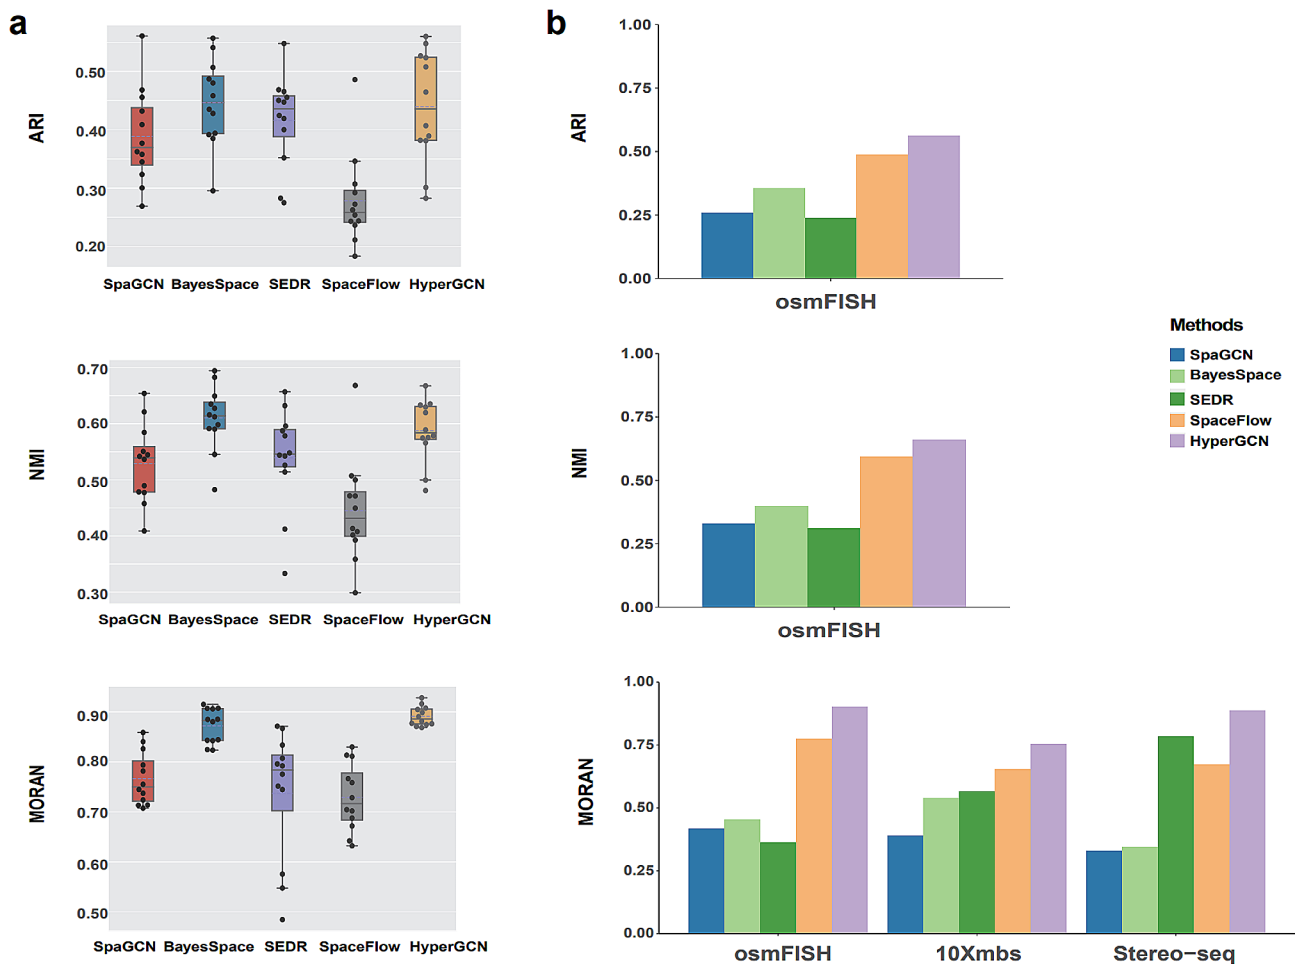 a
ARI
0.50
0.40
0.30
0.20
SpaGCN BayesSpace SEDR SpaceFlow HyperGCN
NMI
0.70
0.60
0.50
0.40
0.30
SpaGCN BayesSpace SEDR SpaceFlow HyperGCN
MORAN
0.90
0.80
0.70
0.60
0.50
SpaGCN BayesSpace SEDR SpaceFlow HyperGCN
b
ARI
1.00
0.75
0.50
0.25
0.00
osmFISH
NMI
1.00
0.75
0.50
0.25
0.00
osmFISH
Methods
SpaGCN
BayesSpace
SEDR
SpaceFlow
HyperGCN
MORAN
1.00
0.75
0.50
0.25
0.00
osmFISH 10Xmbs Stereo-seq